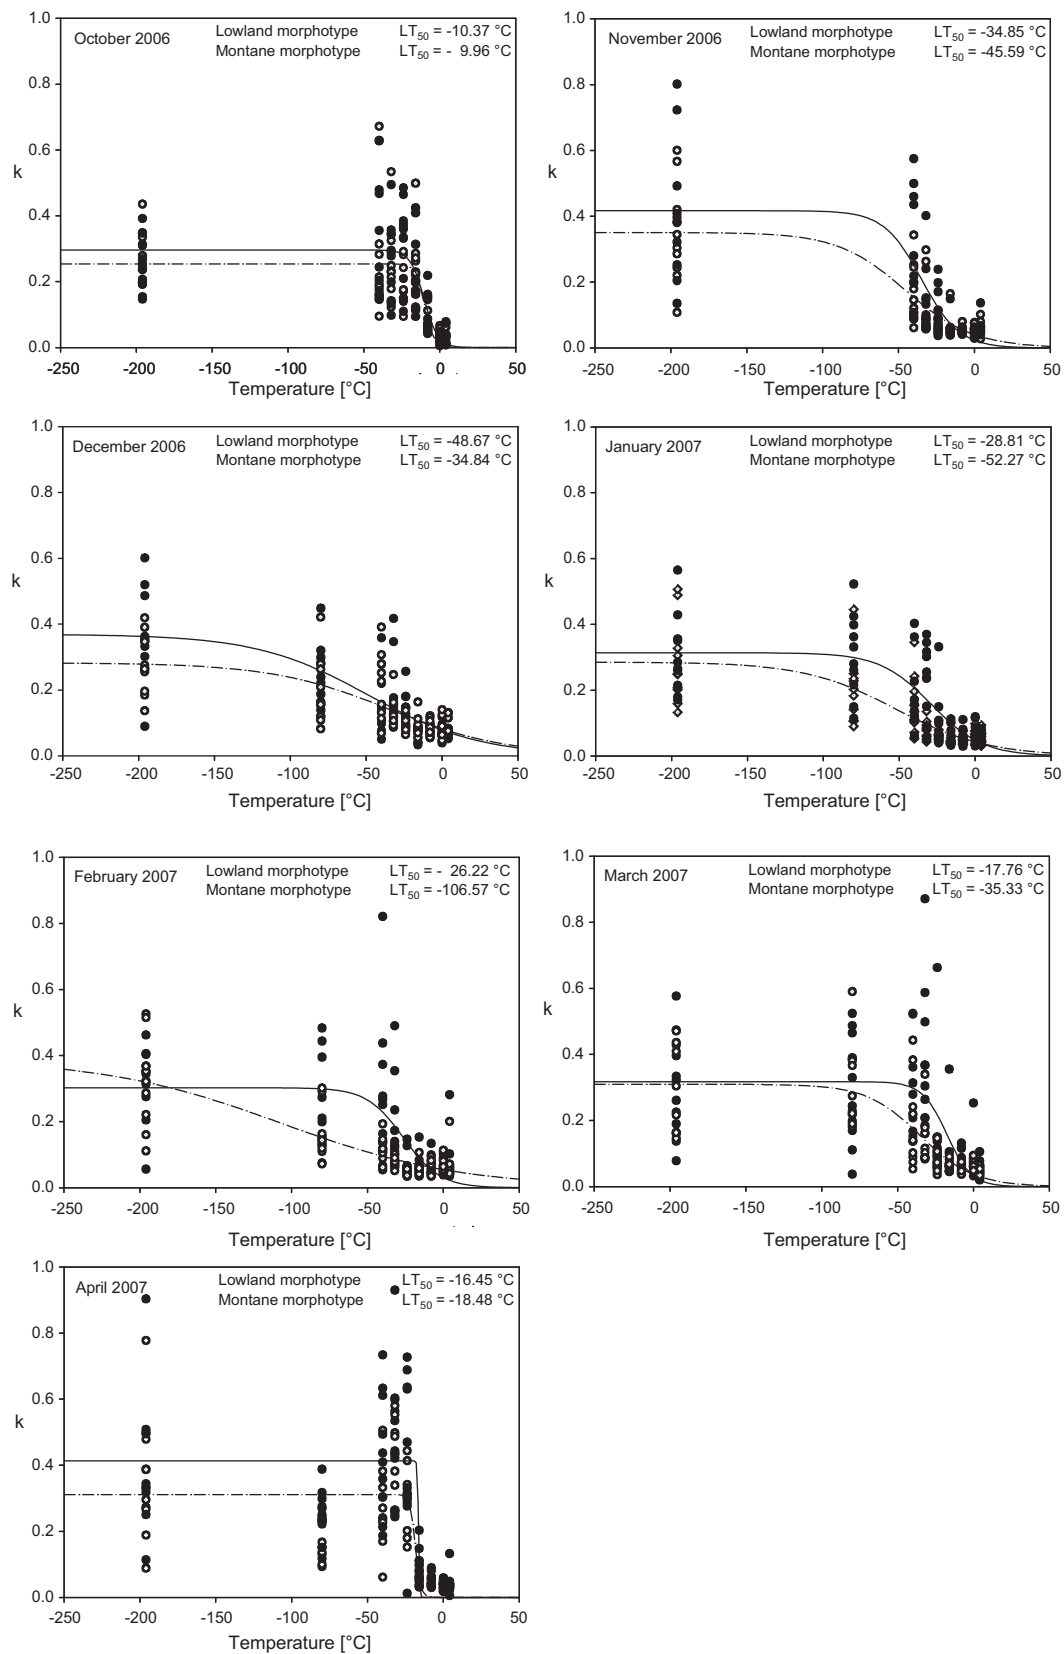 October 2006
Lowland morphotype LT50 = -10.37 °C
Montane morphotype LT50 = - 9.96 °C
1.0
0.8
0.6
k
0.4
0.2
0.0
-250 -200 -150 -100 -50 0 50
Temperature [°C]
November 2006
Lowland morphotype LT50 = -34.85 °C
Montane morphotype LT50 = -45.59 °C
1.0
0.8
0.6
k
0.4
0.2
0.0
-250 -200 -150 -100 -50 0 50
Temperature [°C]
December 2006
Lowland morphotype LT50 = -48.67 °C
Montane morphotype LT50 = -34.84 °C
1.0
0.8
0.6
k
0.4
0.2
0.0
-250 -200 -150 -100 -50 0 50
Temperature [°C]
January 2007
Lowland morphotype LT50 = -28.81 °C
Montane morphotype LT50 = -52.27 °C
1.0
0.8
0.6
k
0.4
0.2
0.0
-250 -200 -150 -100 -50 0 50
Temperature [°C]
February 2007
Lowland morphotype LT50 = - 26.22 °C
Montane morphotype LT50 = -106.57 °C
1.0
0.8
0.6
k
0.4
0.2
0.0
-250 -200 -150 -100 -50 0 50
Temperature [°C]
March 2007
Lowland morphotype LT50 = -17.76 °C
Montane morphotype LT50 = -35.33 °C
1.0
0.8
0.6
k
0.4
0.2
0.0
-250 -200 -150 -100 -50 0 50
Temperature [°C]
April 2007
Lowland morphotype LT50 = -16.45 °C
Montane morphotype LT50 = -18.48 °C
1.0
0.8
0.6
k
0.4
0.2
0.0
-250 -200 -150 -100 -50 0 50
Temperature [°C]